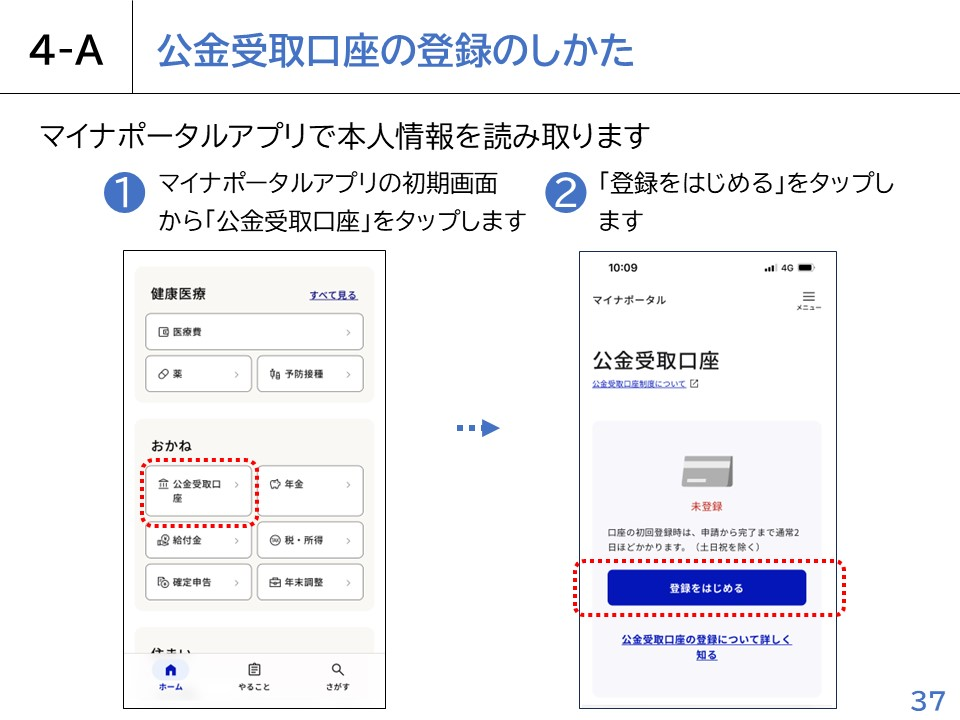 4-A
公金受取口座の登録のしかた
マイナポータルアプリで本人情報を読み取ります
1
マイナポータルアプリの初期画面
から「公金受取口座」をタップします
2
「登録をはじめる」をタップし
ます
健康医療
すべて見る
医療費
薬
予防接種
おかね
公金受取口
座
年金
給付金
税・所得
確定申告
年末調整
住まい
ホーム
やること
さがす
10:09
4G
マイナポータル
メニュー
公金受取口座
公金受取口座制度について
未登録
口座の初回登録時は、申請から完了まで通常2
日ほどかかります。（土日祝を除く）
登録をはじめる
公金受取口座の登録について詳しく
知る
37